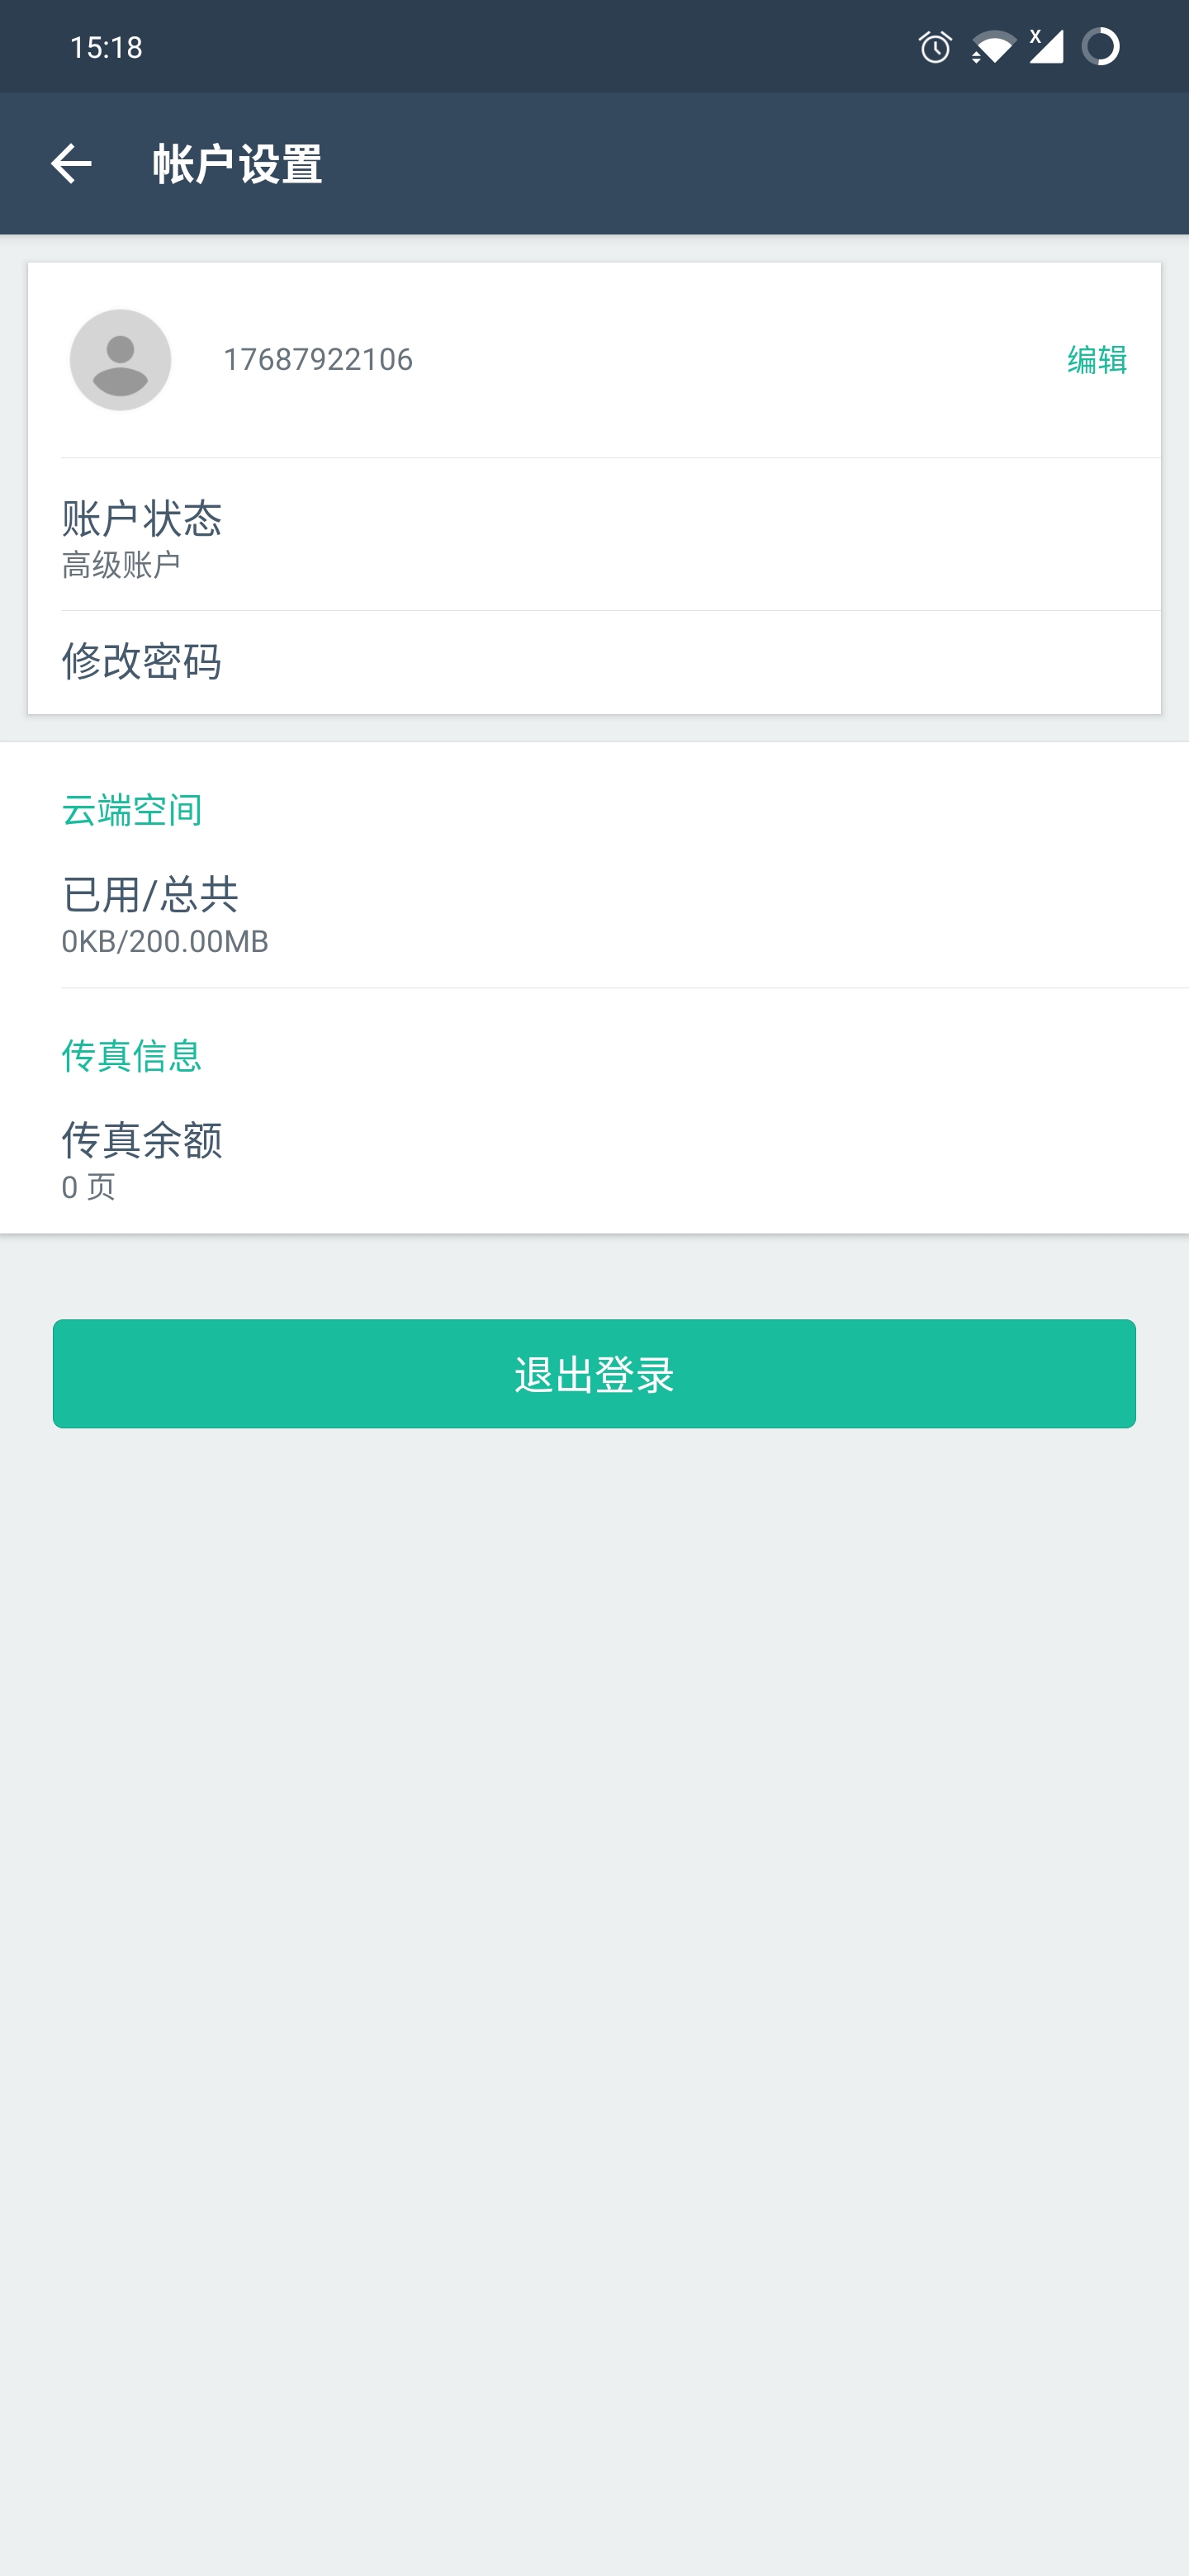 15:18
X
帐户设置
17687922106
编辑
账户状态
高级账户
修改密码
云端空间
已用/总共
0KB/200.00MB
传真信息
传真余额
0 页
退出登录